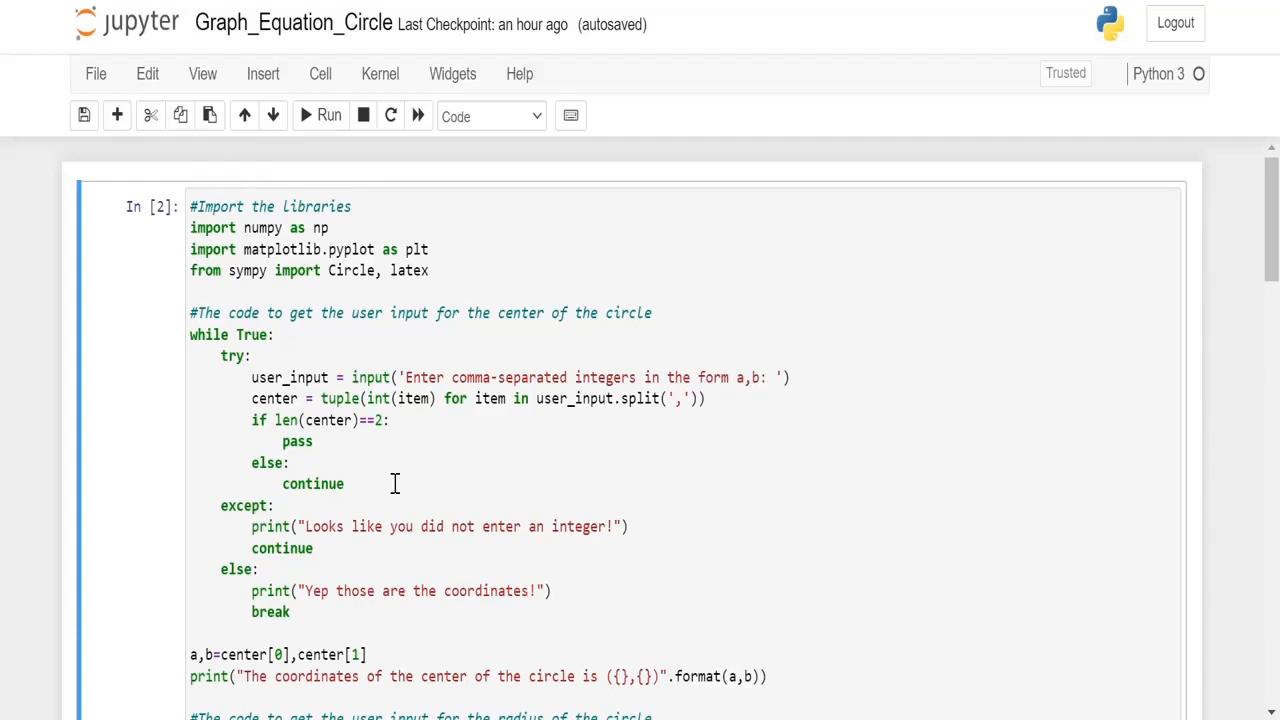 jupyter Graph_Equation_Circle Last Checkpoint: an hour ago (autosaved) Logout
File Edit View Insert Cell Kernel Widgets Help Trusted Python 3
Run Code
In [2]: #Import the libraries
import numpy as np
import matplotlib.pyplot as plt
from sympy import Circle, latex
#The code to get the user input for the center of the circle
while True:
try:
user_input = input('Enter comma-separated integers in the form a,b: ')
center = tuple(int(item) for item in user_input.split(','))
if len(center)==2:
pass
else:
continue
except:
print("Looks like you did not enter an integer!")
continue
else:
print("Yep those are the coordinates!")
break
a,b=center[0],center[1]
print("The coordinates of the center of the circle is ({},{})".format(a,b))
#The code to get the user input for the radius of the circle